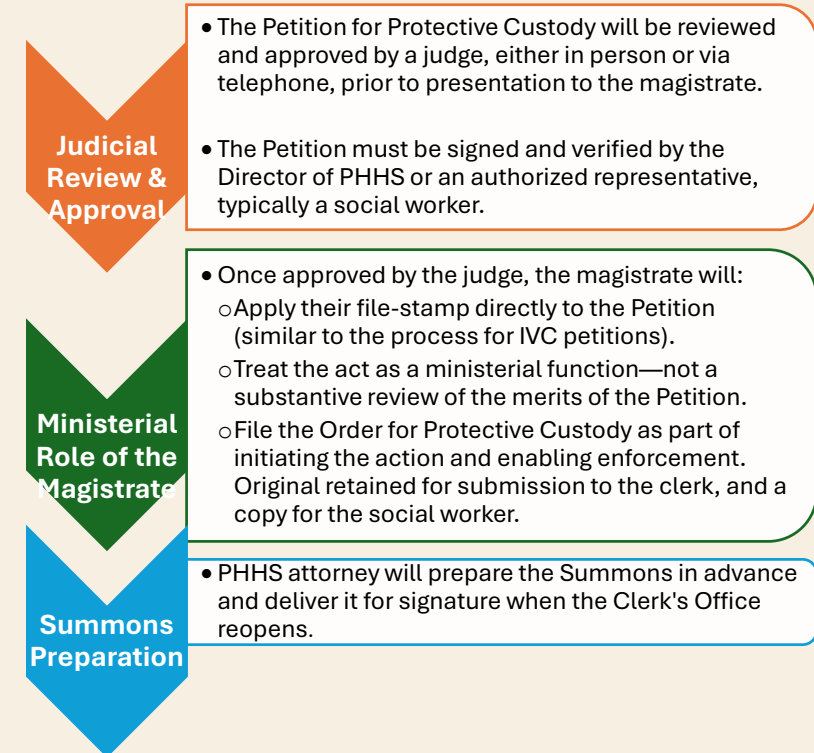 Judicial
Review &
Approval
• The Petition for Protective Custody will be reviewed
and approved by a judge, either in person or via
telephone, prior to presentation to the magistrate.
• The Petition must be signed and verified by the
Director of PHHS or an authorized representative,
typically a social worker.
Ministerial
Role of the
Magistrate
• Once approved by the judge, the magistrate will:
o Apply their file-stamp directly to the Petition
(similar to the process for IVC petitions).
o Treat the act as a ministerial function—not a
substantive review of the merits of the Petition.
o File the Order for Protective Custody as part of
initiating the action and enabling enforcement.
Original retained for submission to the clerk, and a
copy for the social worker.
Summons
Preparation
• PHHS attorney will prepare the Summons in advance
and deliver it for signature when the Clerk's Office
reopens.